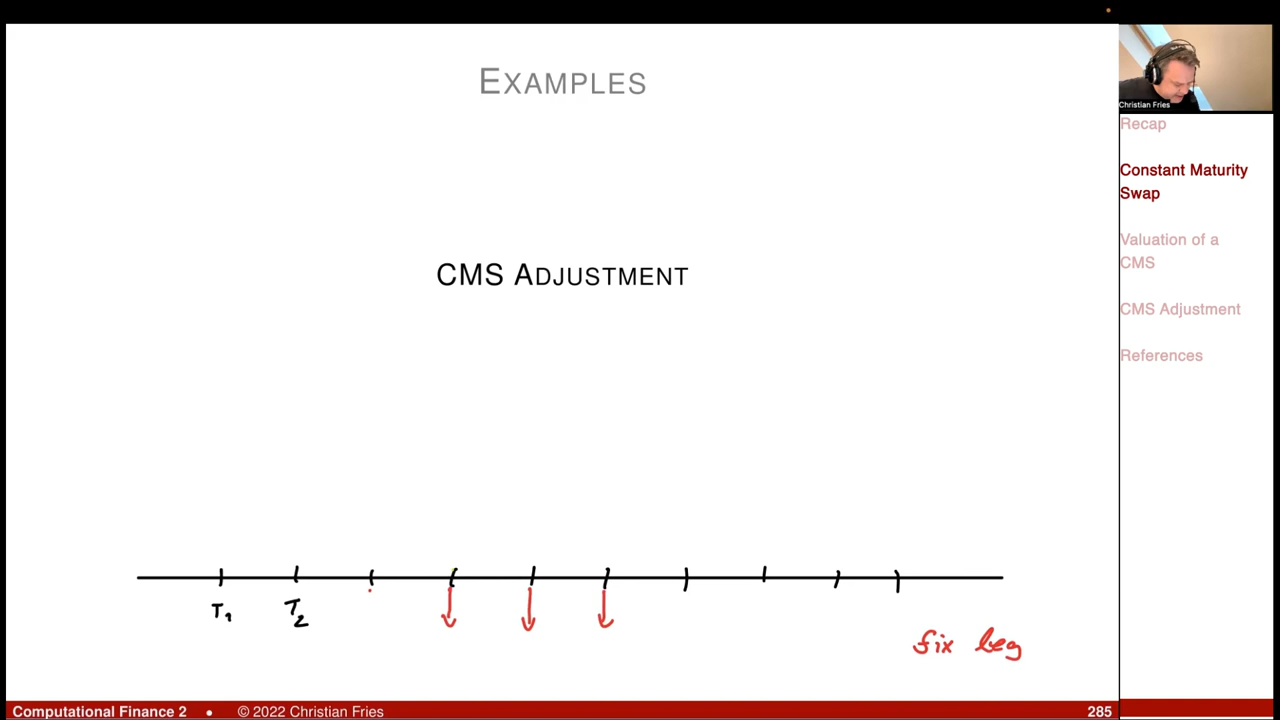 EXAMPLES
CMS ADJUSTMENT
T1 T2
fix leg
Computational Finance 2 • © 2022 Christian Fries 285
Christian Fries
Recap
Constant Maturity
Swap
Valuation of a
CMS
CMS Adjustment
References